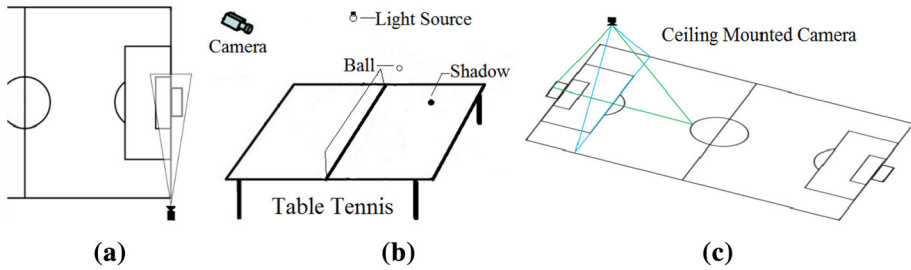 Camera
Light Source
Ball
Shadow
Table Tennis
Ceiling Mounted Camera
(a)
(b)
(c)